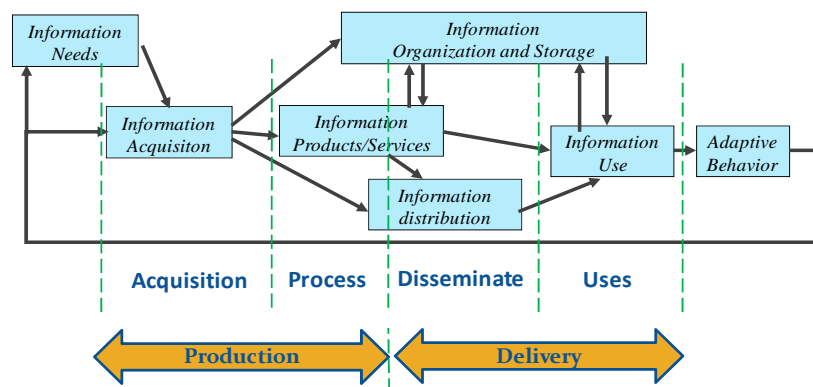 Information
Needs
Information
Organization and Storage
Information
Acquisiton
Information
Products/Services
Information
Use
Adaptive
Behavior
Information
distribution
Acquisition
Process
Disseminate
Uses
Production
Delivery